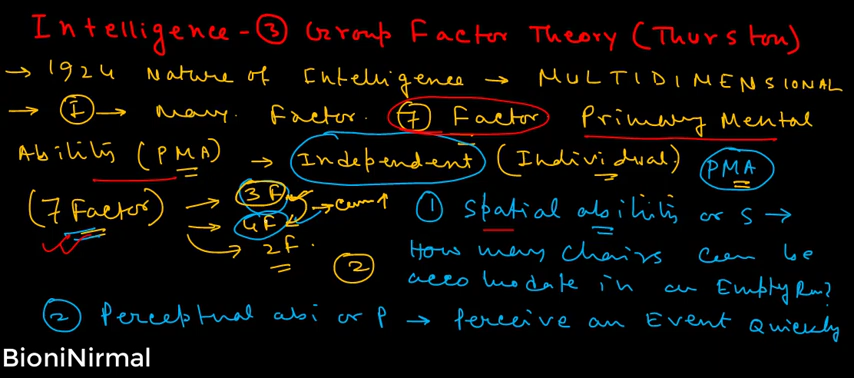 Intelligence - ③ Group Factor Theory (Thurston)
→ 1924 Nature of Intelligence → MULTIDIMENSIONAL
→ I → Many Factor. 7 Factor Primary Mental
Abilitis (PMA) → Independent (Individual) PMA
(7 Factor) → 3F
→ 4F
→ 2F. ②
① Spatial abilitis or S →
How many chairs can be
accomodate in an Empty Rm?
② Perceptual abi or P → Perceive an Event Quickly
BioniNirmal